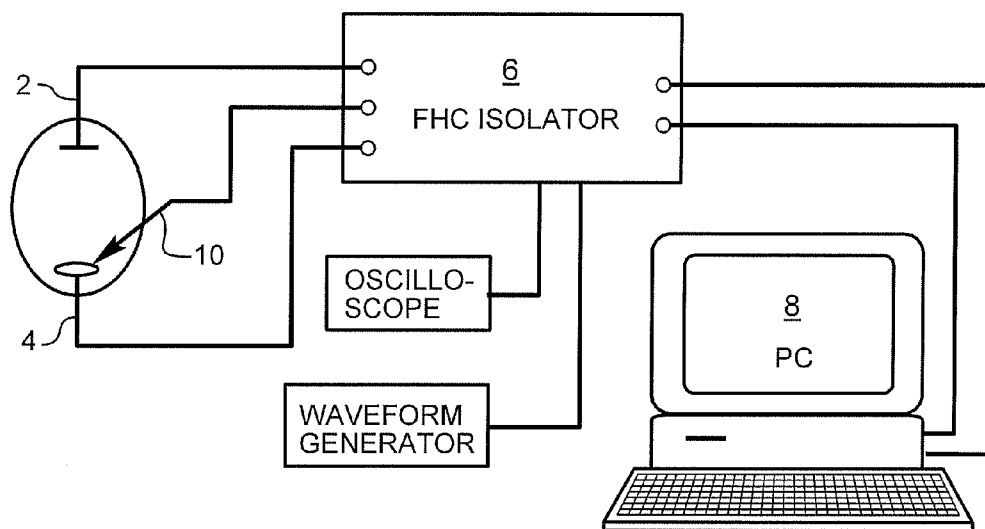 2
6
FHC ISOLATOR
10
4
OSCILLO-
SCOPE
8
PC
WAVEFORM
GENERATOR